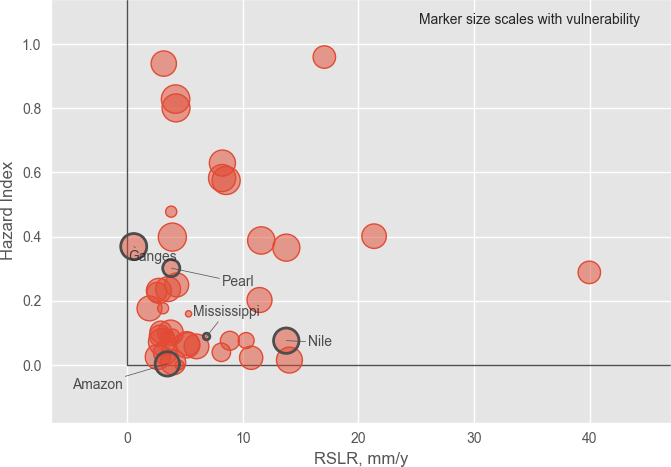 Marker size scales with vulnerability
1.0
0.8
0.6
0.4
0.2
0.0
Hazard Index
Ganges
Pearl
Mississippi
Nile
Amazon
0
10
20
30
40
RSLR, mm/y